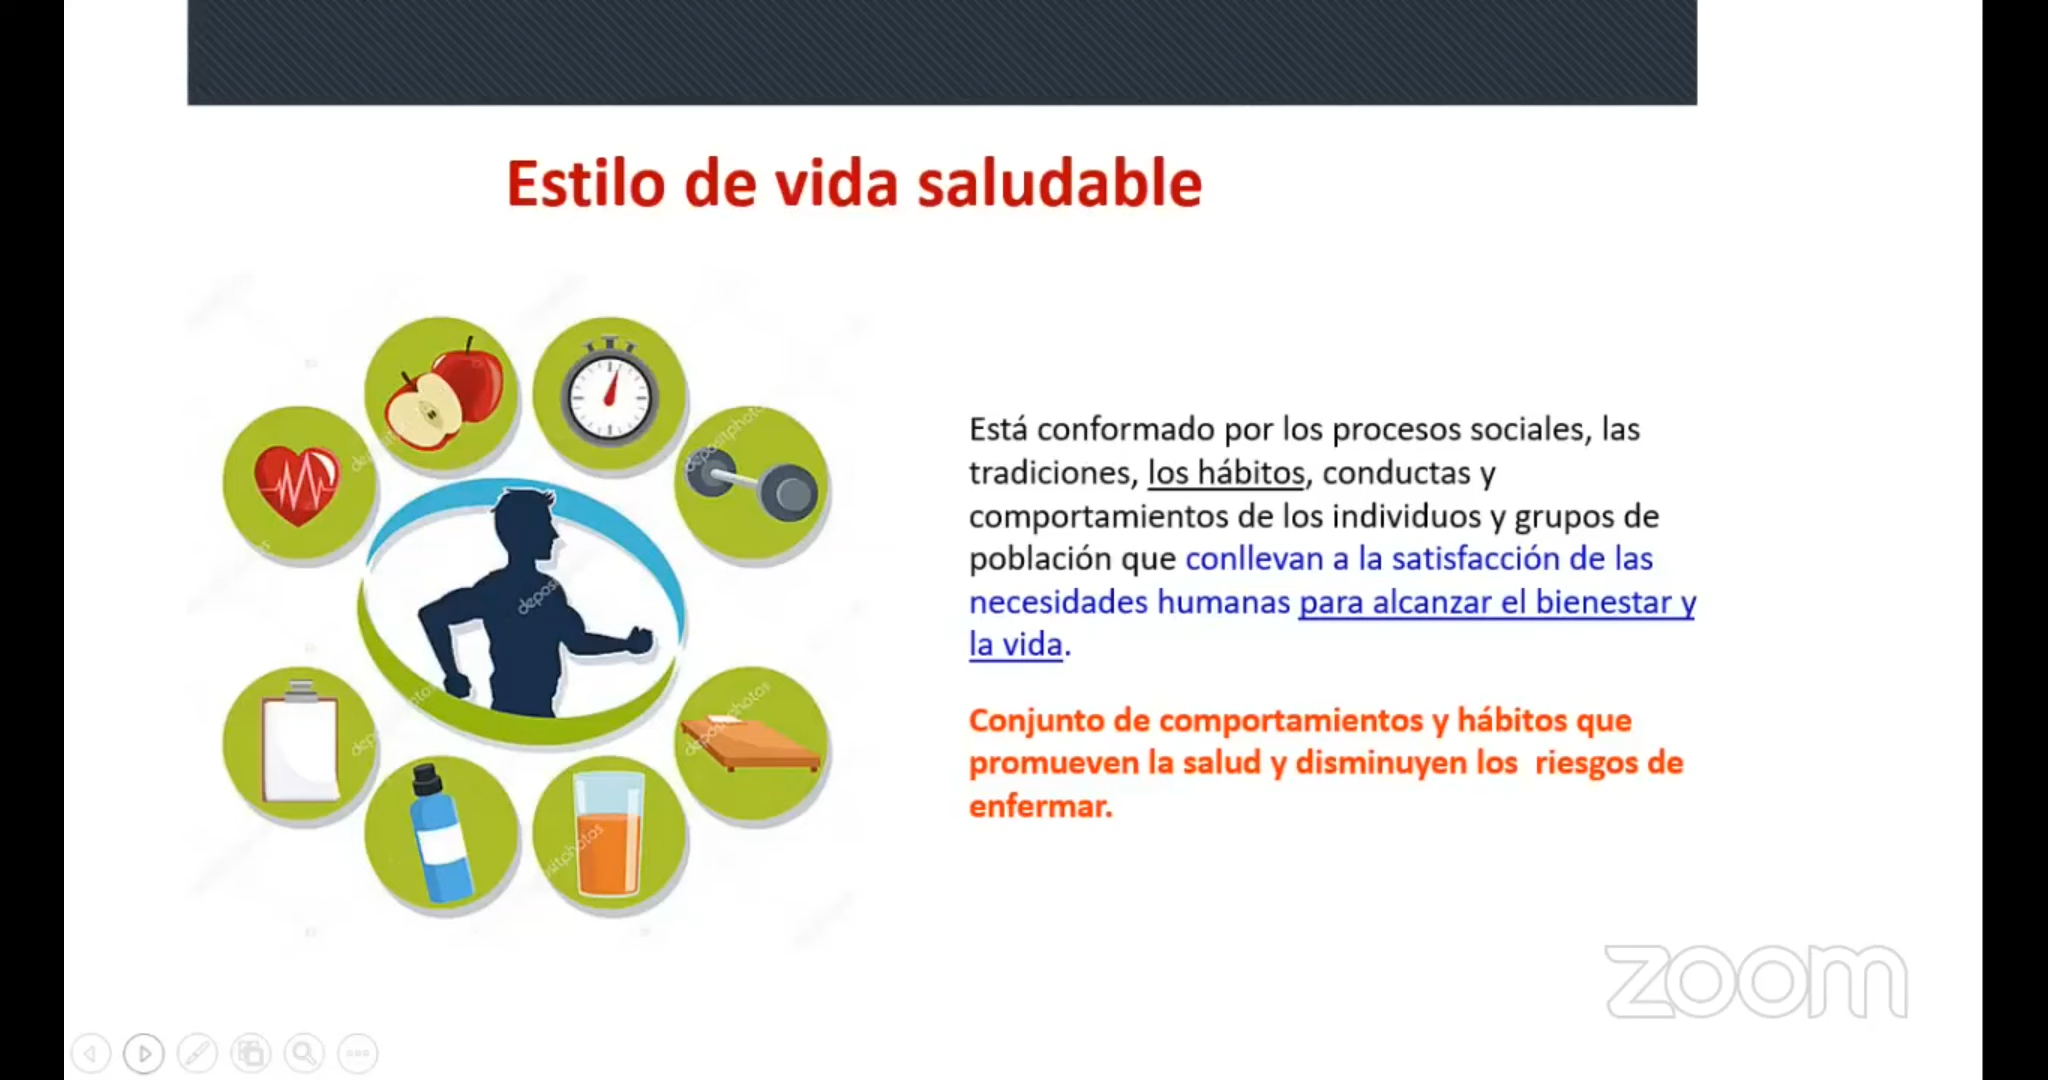 Estilo de vida saludable
Está conformado por los procesos sociales, las
tradiciones, los hábitos, conductas y
comportamientos de los individuos y grupos de
población que conllevan a la satisfacción de las
necesidades humanas para alcanzar el bienestar y
la vida.
Conjunto de comportamientos y hábitos que
promueven la salud y disminuyen los  riesgos de
enfermar.
depositphotos
zoom